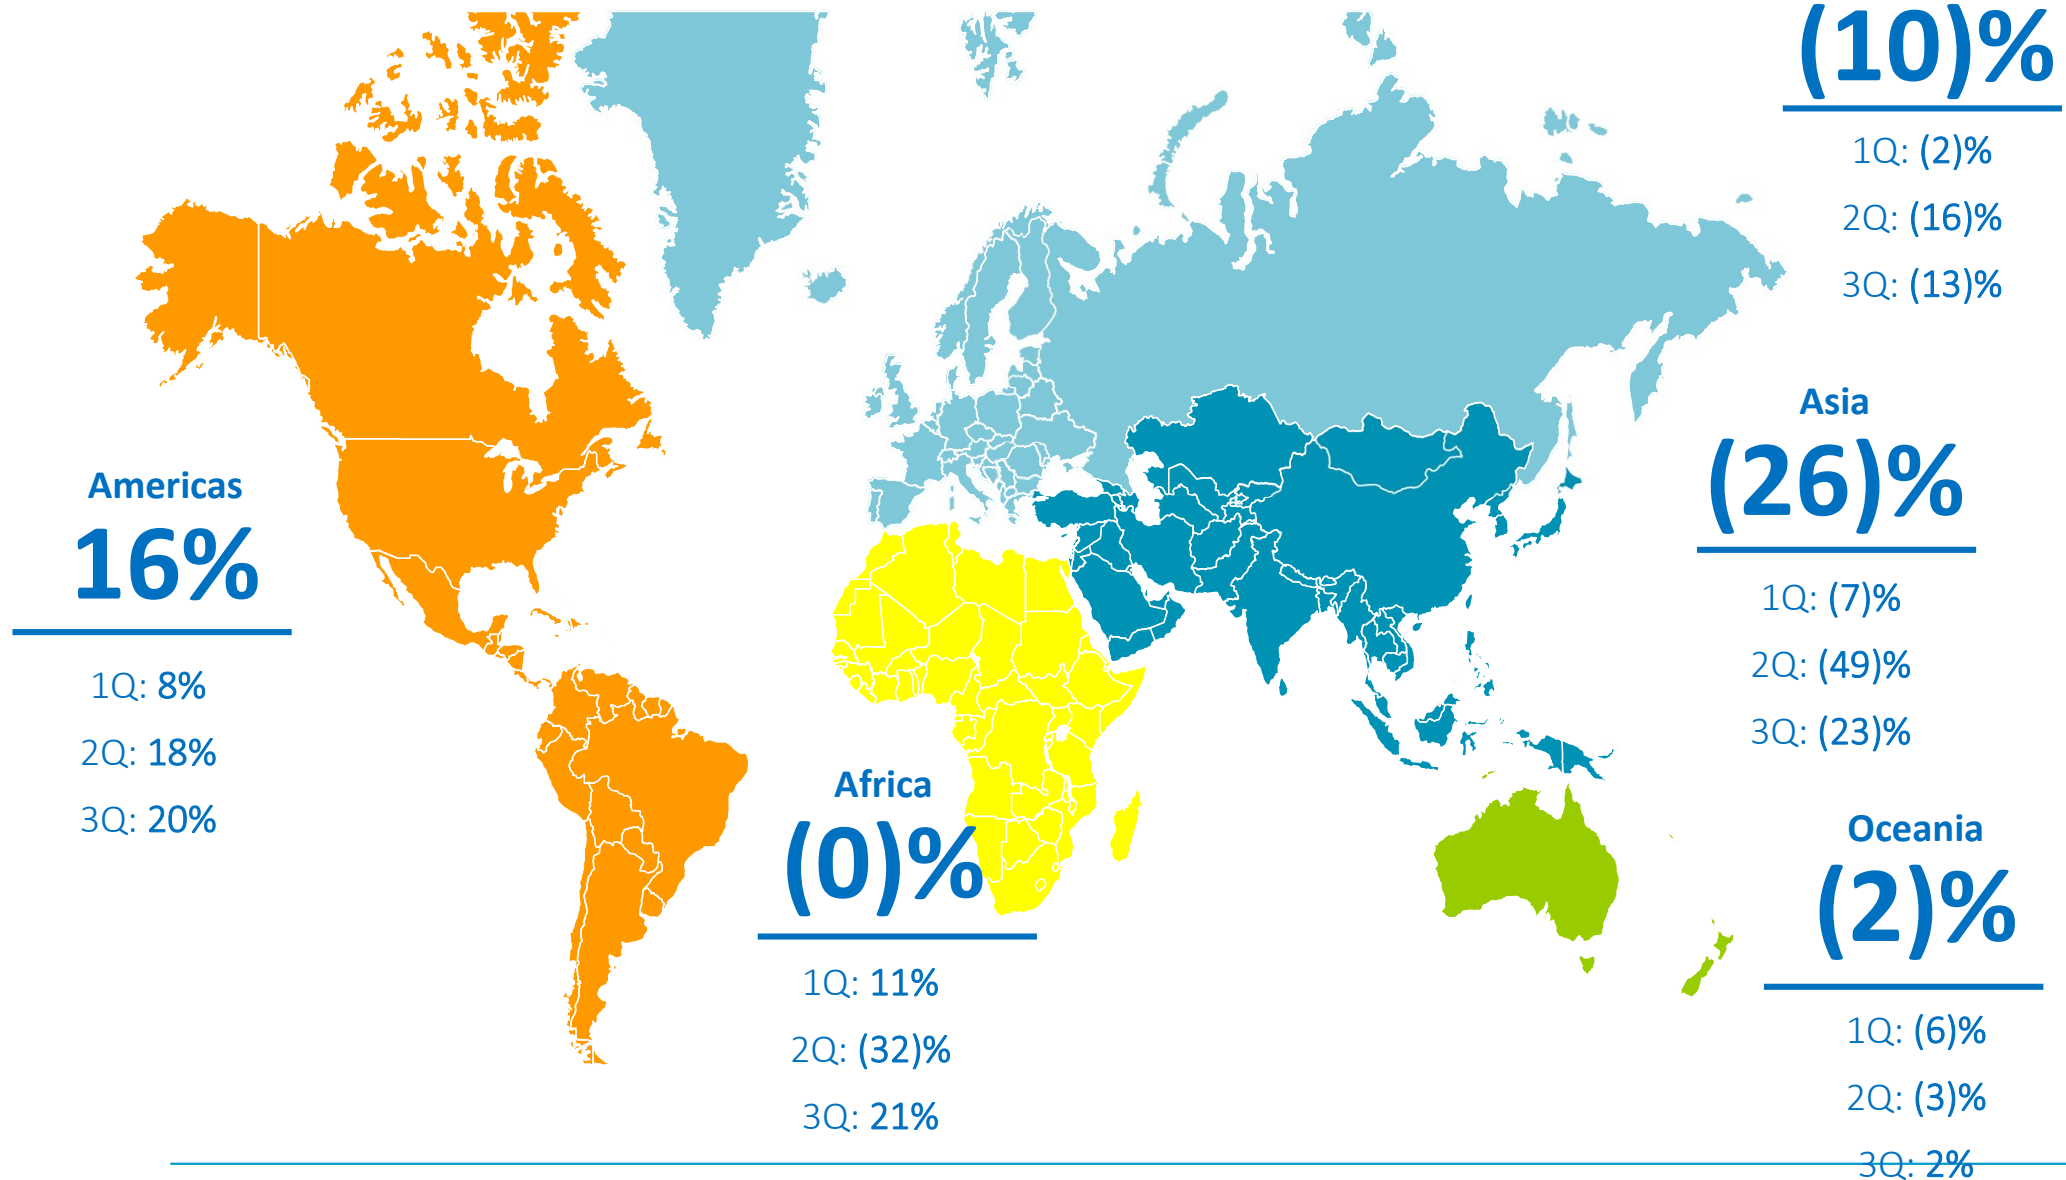 (10)%
1Q: (2)%
2Q: (16)%
3Q: (13)%
Asia
(26)%
1Q: (7)%
2Q: (49)%
3Q: (23)%
Americas
16%
1Q: 8%
2Q: 18%
3Q: 20%
Africa
(0)%
1Q: 11%
2Q: (32)%
3Q: 21%
Oceania
(2)%
1Q: (6)%
2Q: (3)%
3Q: 2%